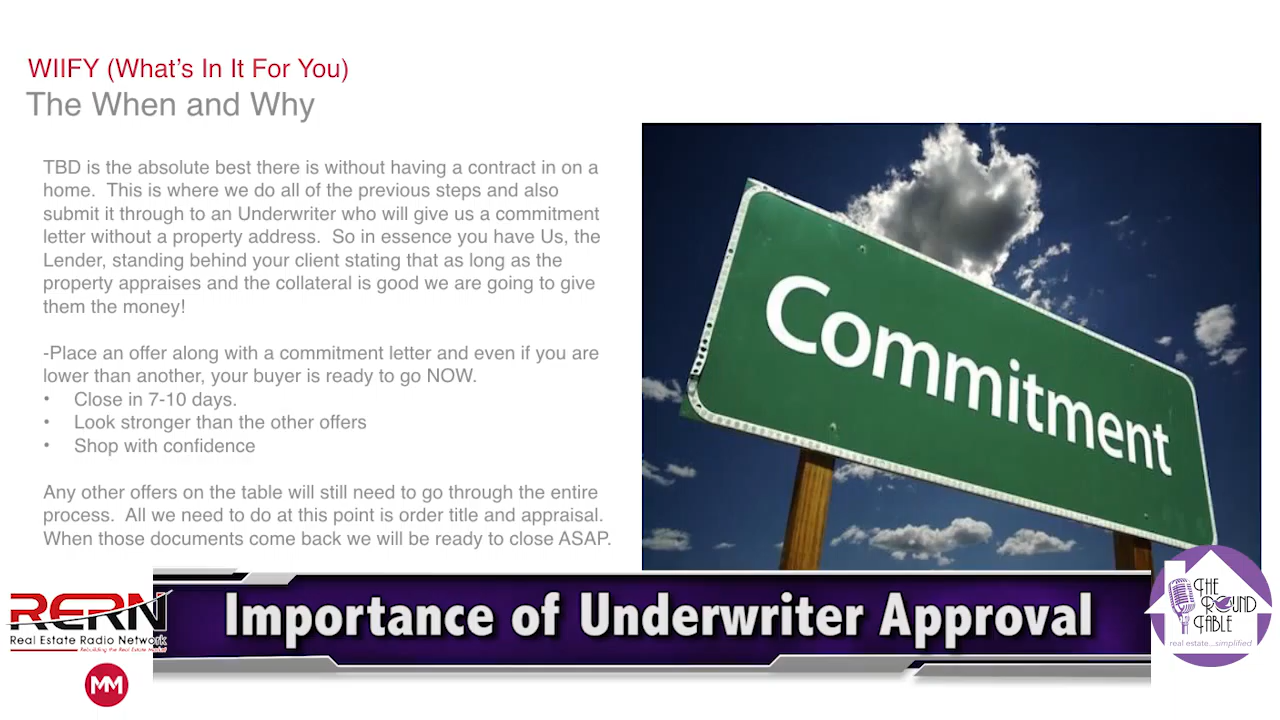 WIIFY (What's In It For You)
The When and Why
TBD is the absolute best there is without having a contract in on a
home.  This is where we do all of the previous steps and also
submit it through to an Underwriter who will give us a commitment
letter without a property address.  So in essence you have Us, the
Lender, standing behind your client stating that as long as the
property appraises and the collateral is good we are going to give
them the money!
-Place an offer along with a commitment letter and even if you are
lower than another, your buyer is ready to go NOW.
• Close in 7-10 days.
• Look stronger than the other offers
• Shop with confidence
Any other offers on the table will still need to go through the entire
process.  All we need to do at this point is order title and appraisal.
When those documents come back we will be ready to close ASAP.
Commitment
RERN
Real Estate Radio Network
Rebuilding the Real Estate Market
MM
Importance of Underwriter Approval
THE
ROUND
TABLE
real estate...simplified